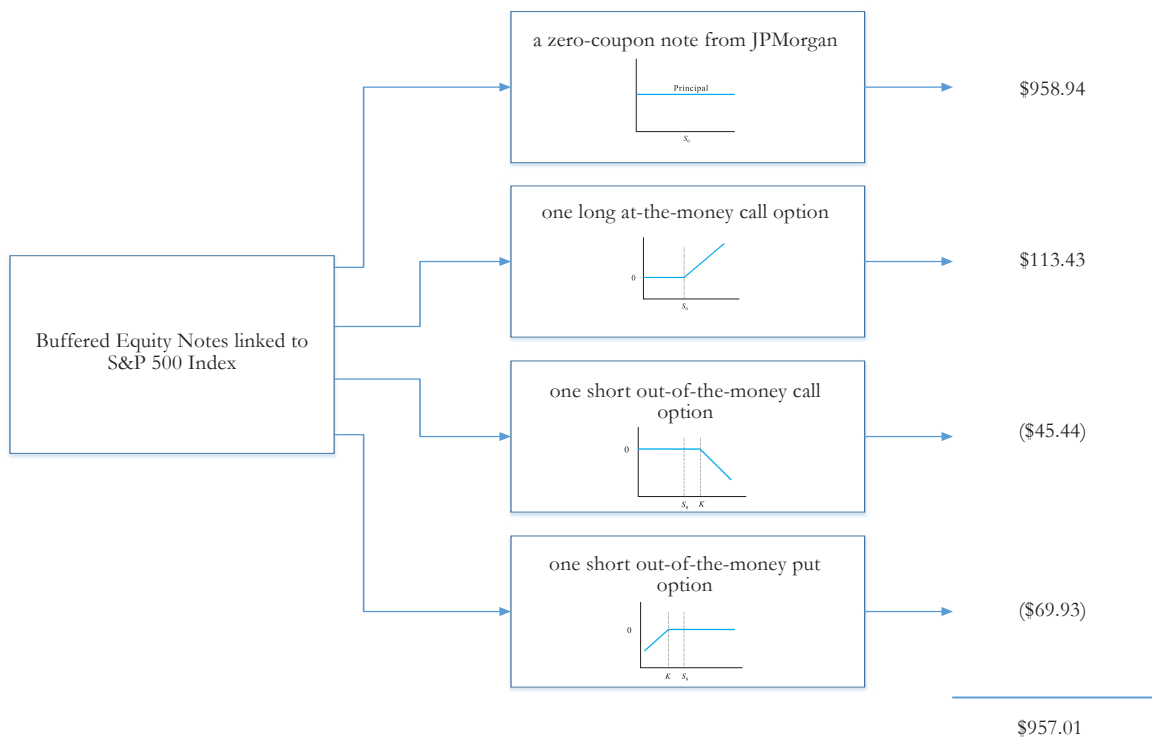 a zero-coupon note from JPMorgan
Principal
S0
$958.94
one long at-the-money call option
0
S0
$113.43
Buffered Equity Notes linked to
S&P 500 Index
one short out-of-the-money call
option
0
S0 K
($45.44)
one short out-of-the-money put
option
0
K S0
($69.93)
$957.01